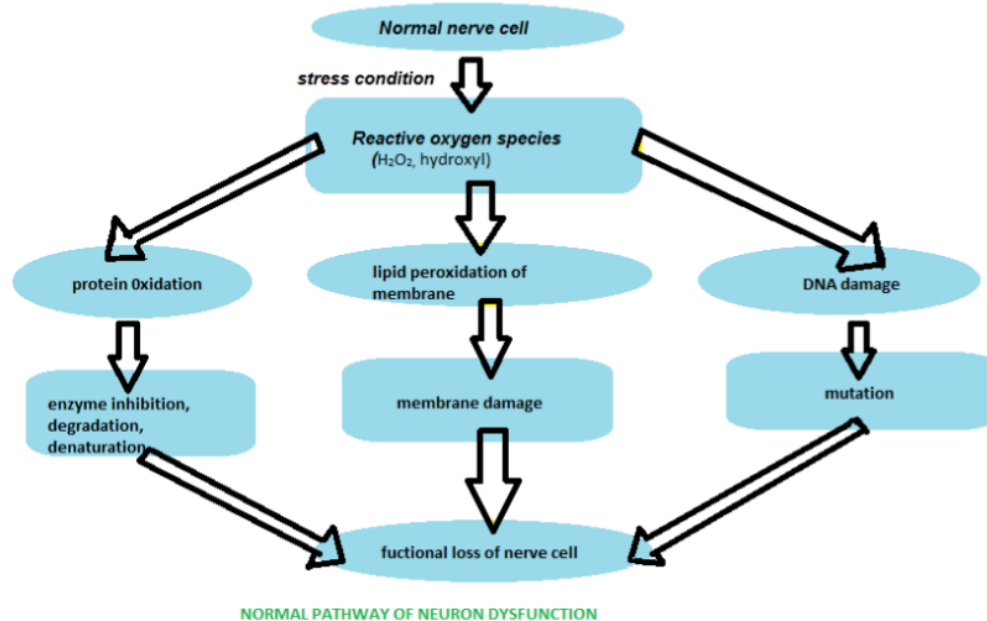 Normal nerve cell
stress condition
Reactive oxygen species
(H₂O₂, hydroxyl)
protein 0xidation
lipid peroxidation of
membrane
DNA damage
enzyme inhibition,
degradation,
denaturation
membrane damage
mutation
fuctional loss of nerve cell
NORMAL PATHWAY OF NEURON DYSFUNCTION